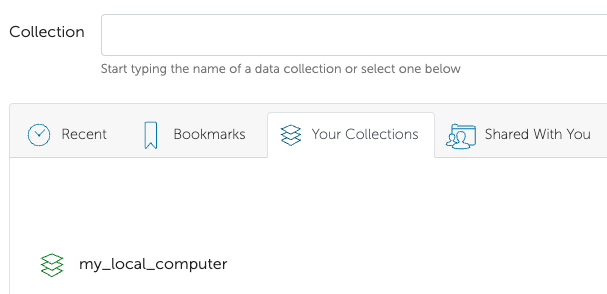 Collection
Start typing the name of a data collection or select one below
Recent Bookmarks Your Collections Shared With You
my_local_computer